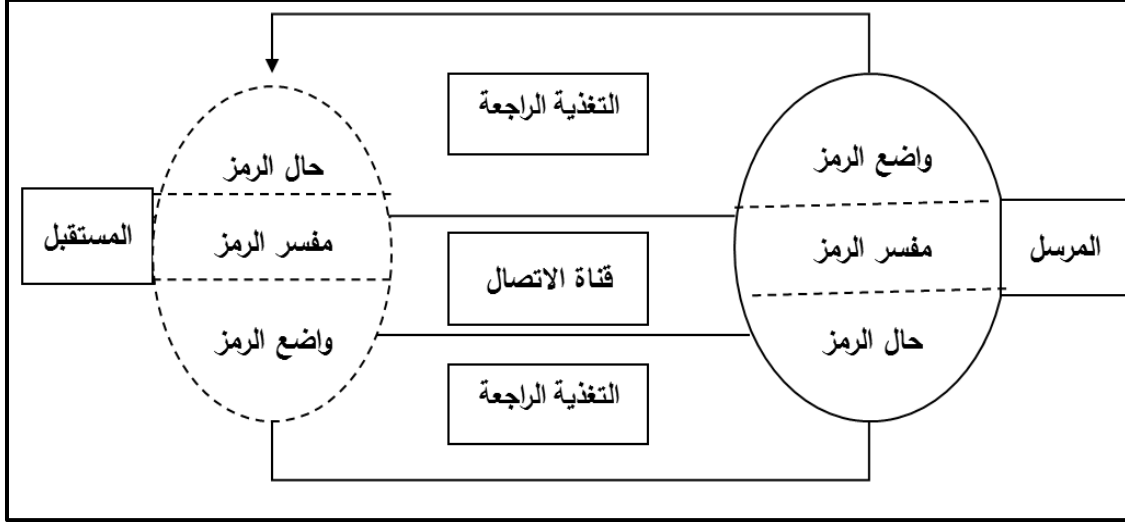 التغذية الراجعة
واضع الرمز
مفسر الرمز
حال الرمز
المرسل
قناة الاتصال
حال الرمز
مفسر الرمز
واضع الرمز
المستقبل
التغذية الراجعة